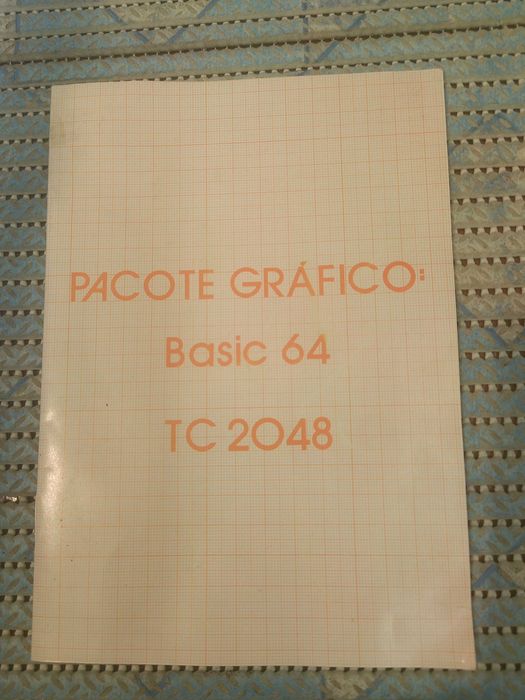 PACOTE GRÁFICO:
Basic 64
TC 2048